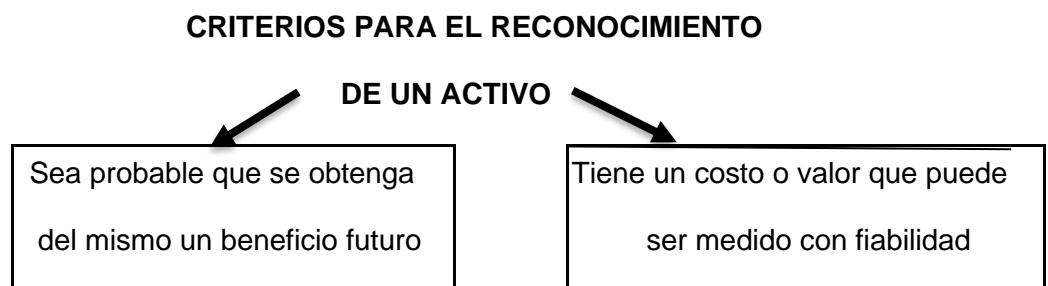 CRITERIOS PARA EL RECONOCIMIENTO
DE UN ACTIVO
Sea probable que se obtenga
del mismo un beneficio futuro
Tiene un costo o valor que puede
ser medido con fiabilidad